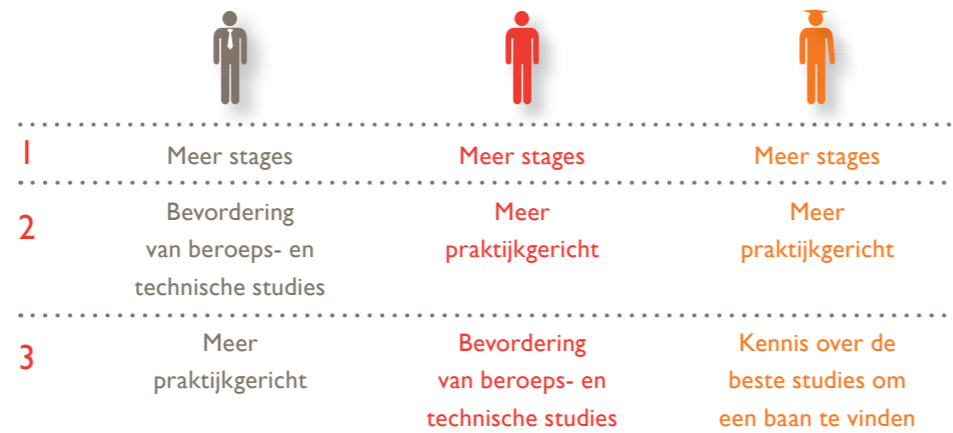 1
Meer stages
Meer stages
Meer stages
2
Bevordering
van beroeps- en
technische studies
Meer
praktijkgericht
Meer
praktijkgericht
3
Meer
praktijkgericht
Bevordering
van beroeps- en
technische studies
Kennis over de
beste studies om
een baan te vinden